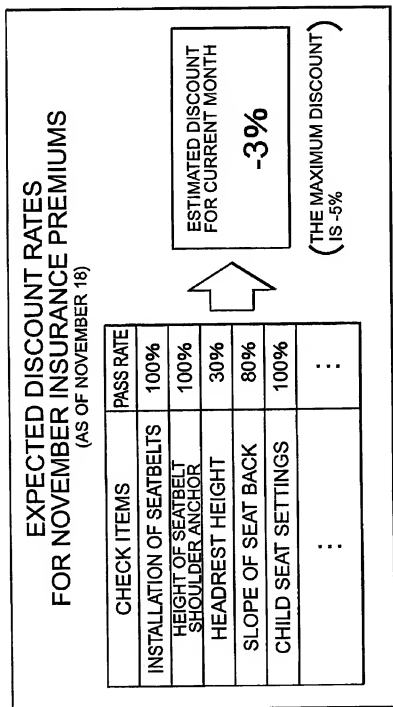 EXPECTED DISCOUNT RATES
FOR NOVEMBER INSURANCE PREMIUMS
(AS OF NOVEMBER 18)
CHECK ITEMS PASS RATE
INSTALLATION OF SEATBELTS 100%
HEIGHT OF SEATBELT
SHOULDER ANCHOR 100%
HEADREST HEIGHT 30%
SLOPE OF SEAT BACK 80%
CHILD SEAT SETTINGS 100%
⋮ ⋮
ESTIMATED DISCOUNT
FOR CURRENT MONTH
-3%
(THE MAXIMUM DISCOUNT
IS -5%)